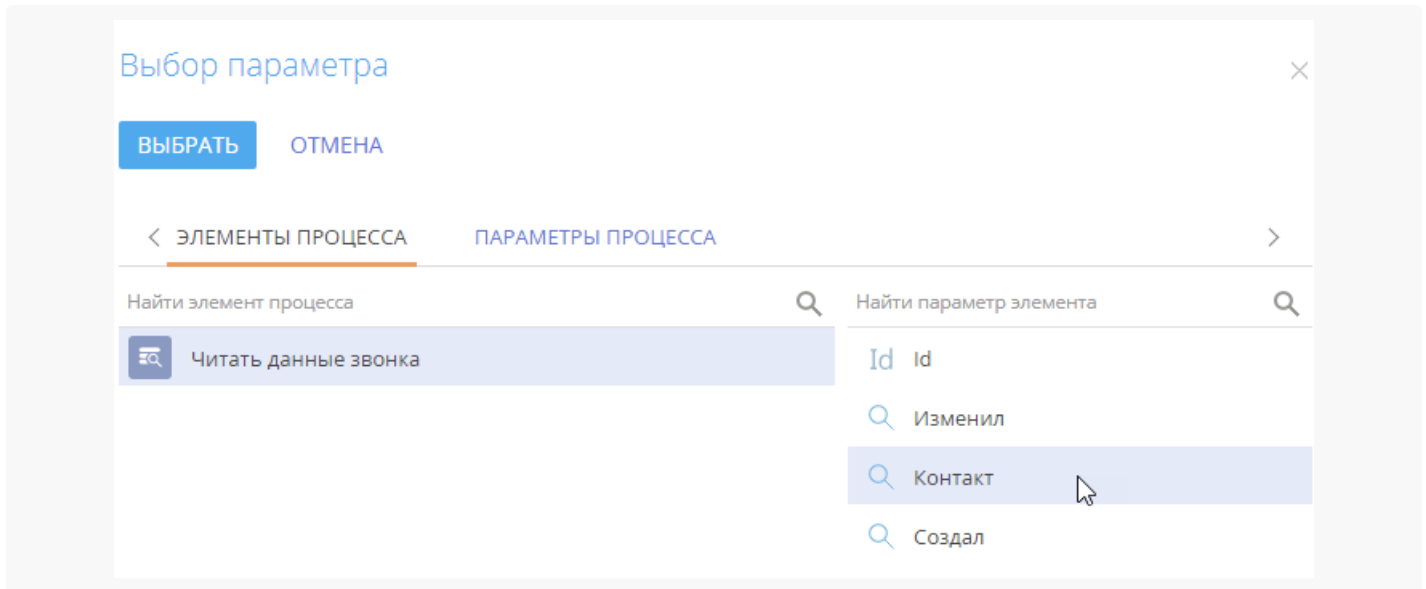 Выбор параметра
ВЫБРАТЬ ОТМЕНА
ЭЛЕМЕНТЫ ПРОЦЕССА ПАРАМЕТРЫ ПРОЦЕССА
Найти элемент процесса Найти параметр элемента
Читать данные звонка Id Id
Изменил
Контакт
Создал